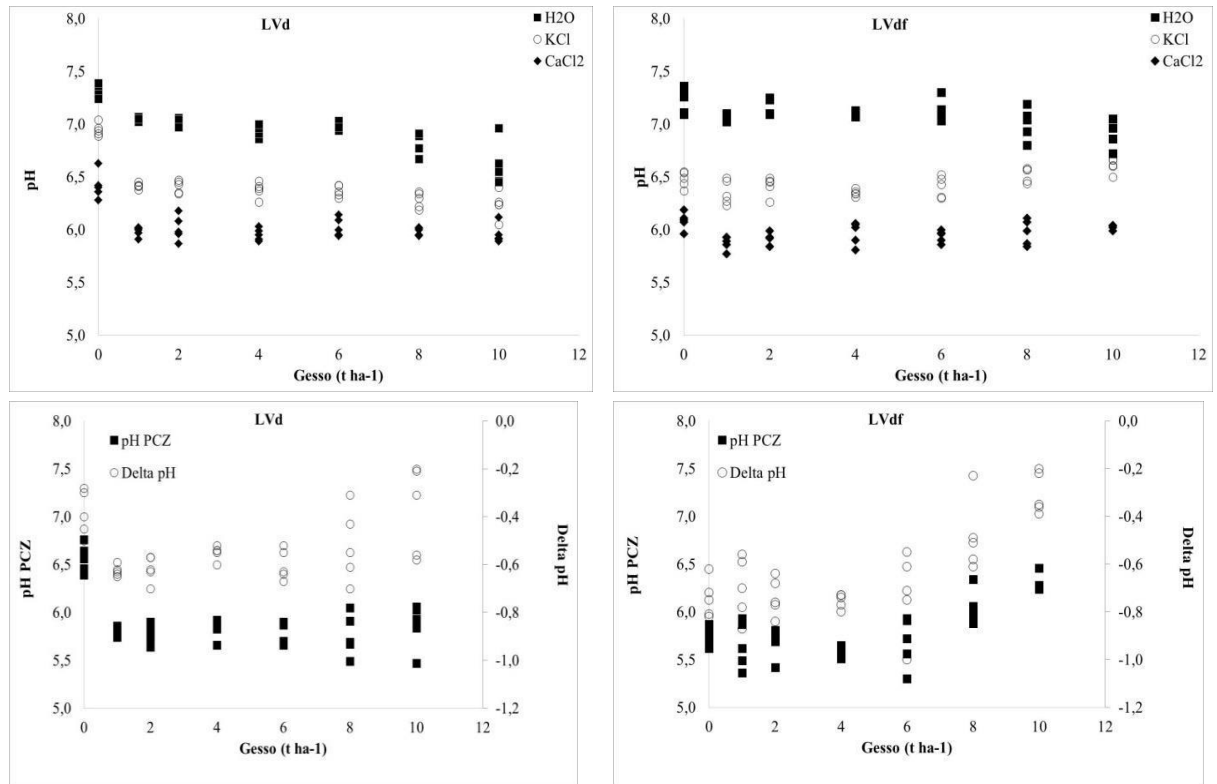 LVd
H2O
KCl
CaCl2
8,0
7,5
7,0
6,5
6,0
5,5
5,0
pH
0 2 4 6 8 10 12
Gesso (t ha-1)
LVdf
H2O
KCl
CaCl2
8,0
7,5
7,0
6,5
6,0
5,5
5,0
pH
0 2 4 6 8 10 12
Gesso (t ha-1)
LVd
pH PCZ
Delta pH
8,0
7,5
7,0
6,5
6,0
5,5
5,0
pH PCZ
0,0
-0,2
-0,4
-0,6
-0,8
-1,0
-1,2
Delta pH
0 2 4 6 8 10 12
Gesso (t ha-1)
LVdf
pH PCZ
Delta pH
8,0
7,5
7,0
6,5
6,0
5,5
5,0
pH PCZ
0,0
-0,2
-0,4
-0,6
-0,8
-1,0
-1,2
Delta pH
0 2 4 6 8 10 12
Gesso (t ha-1)